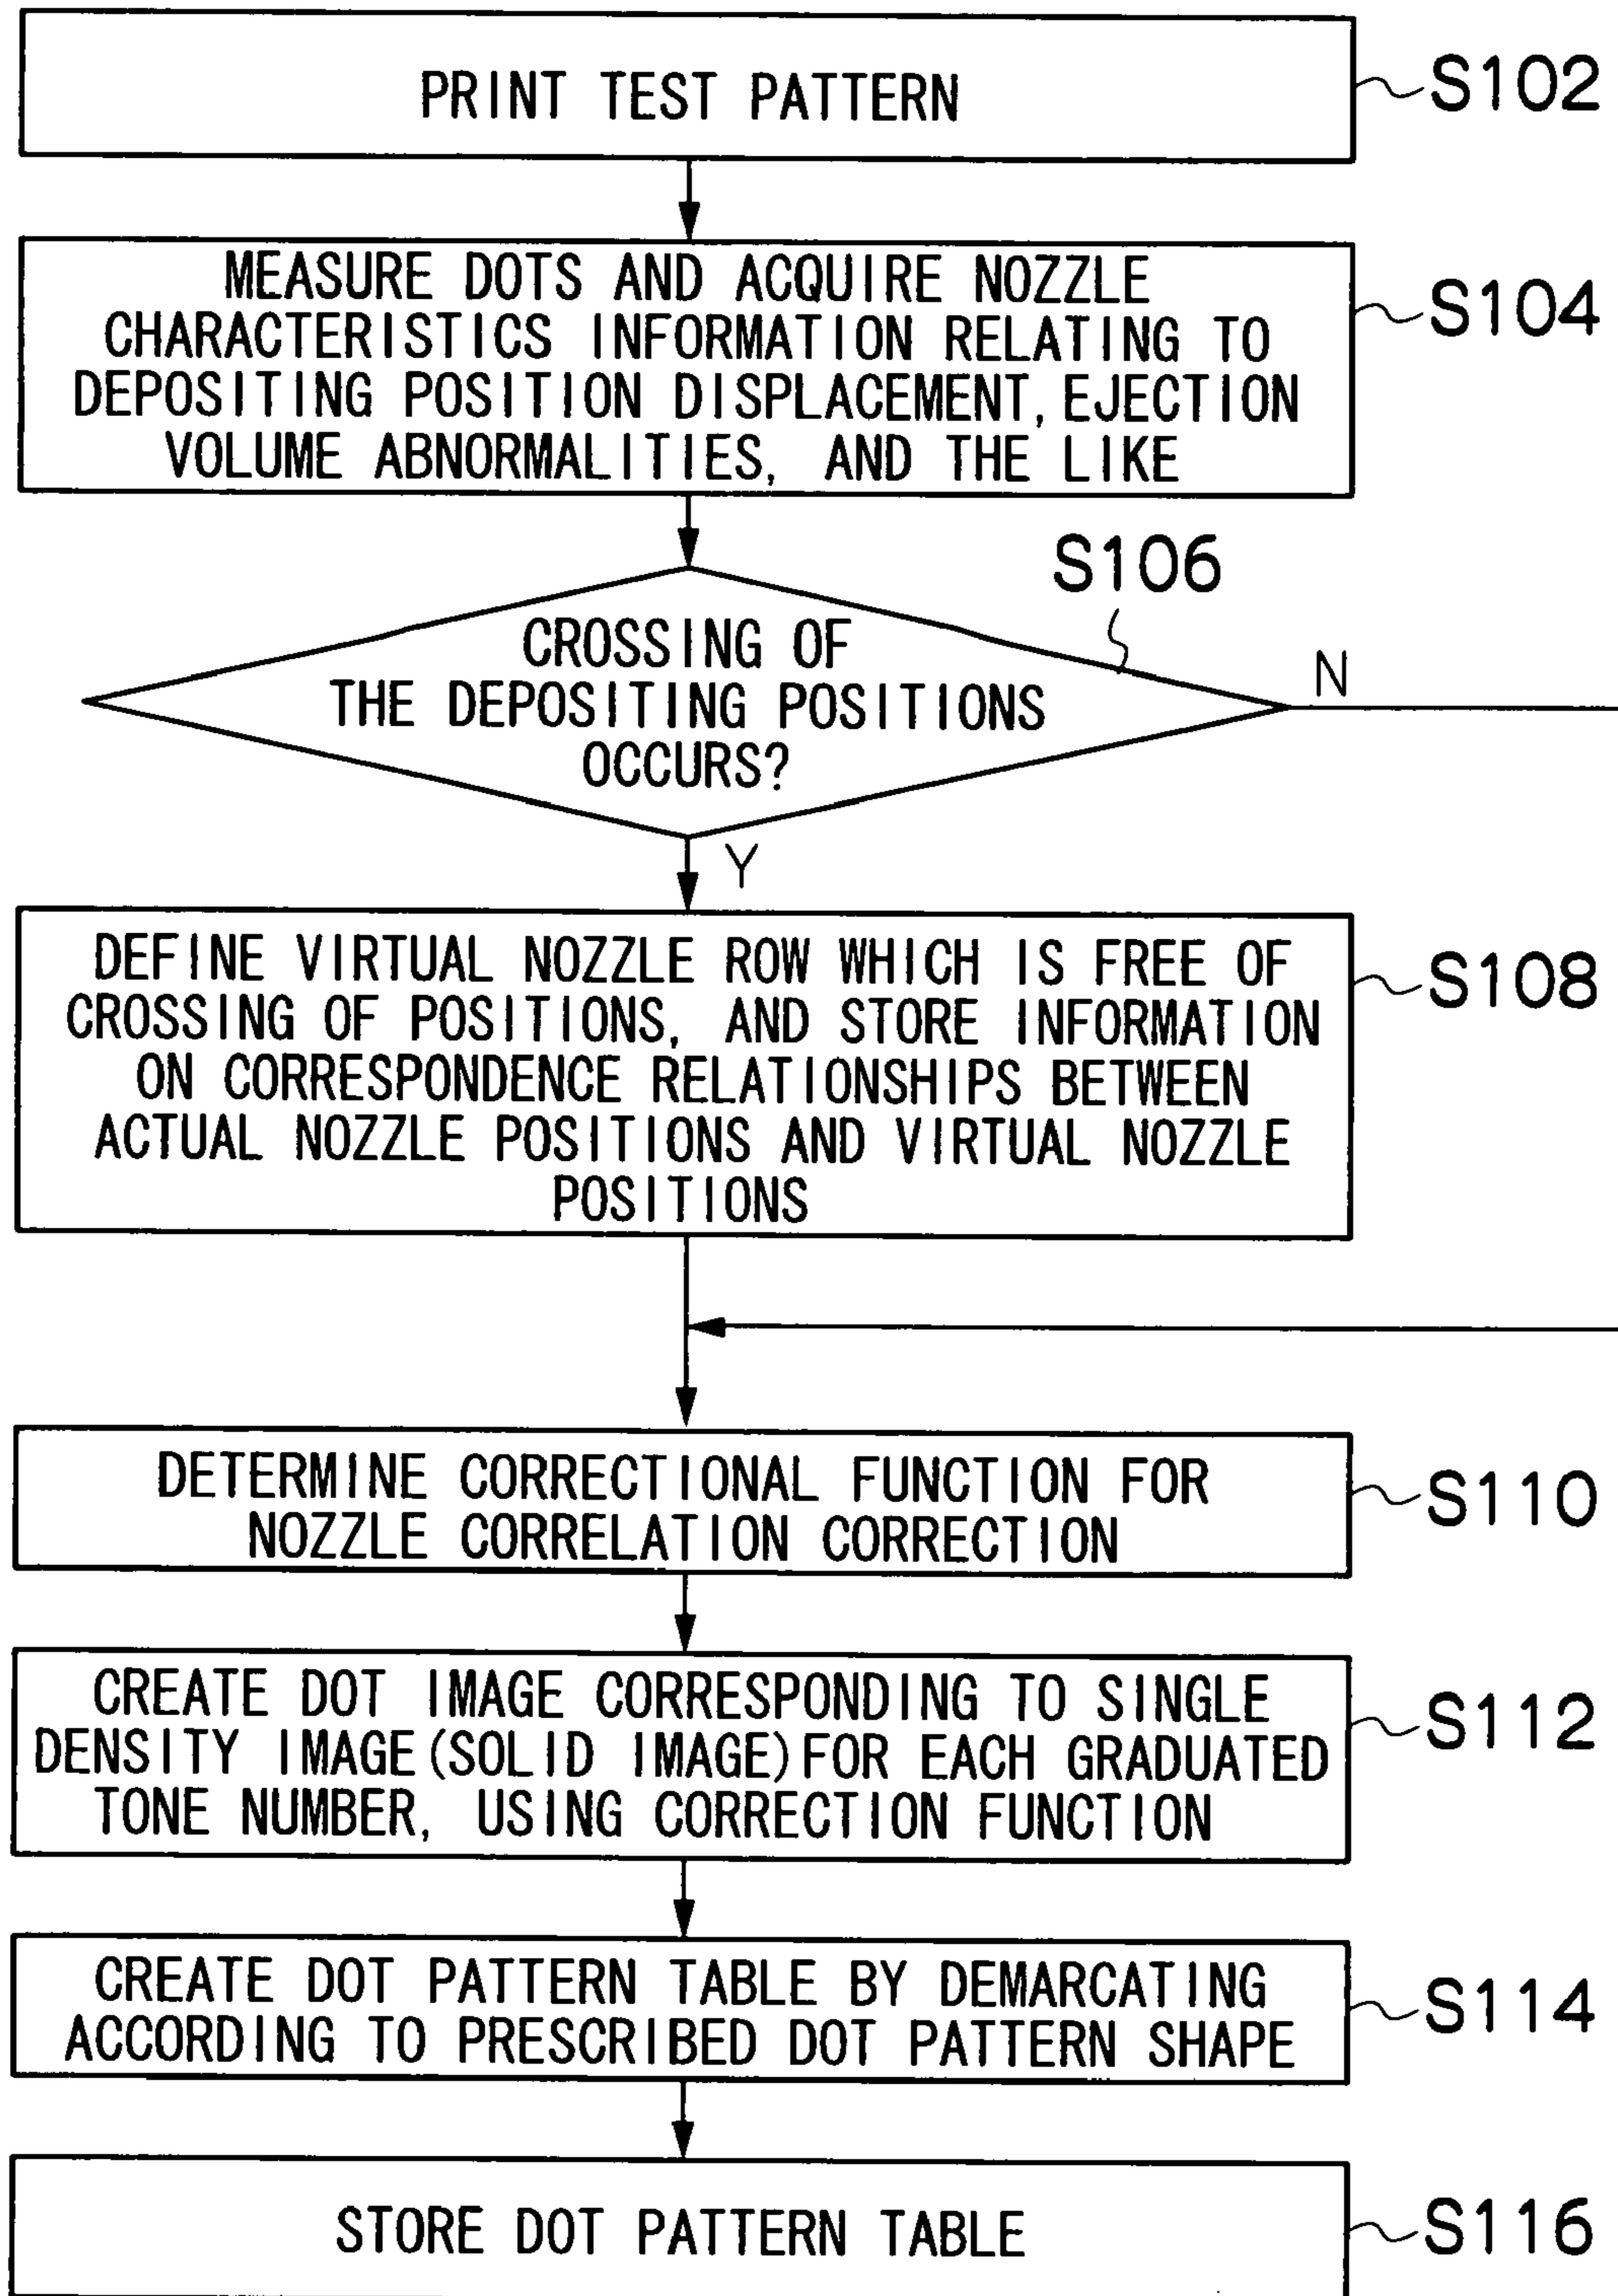 PRINT TEST PATTERN
S102
MEASURE DOTS AND ACQUIRE NOZZLE
CHARACTERISTICS INFORMATION RELATING TO
DEPOSITING POSITION DISPLACEMENT, EJECTION
VOLUME ABNORMALITIES, AND THE LIKE
S104
S106
CROSSING OF
THE DEPOSITING POSITIONS
OCCURS?
N
Y
DEFINE VIRTUAL NOZZLE ROW WHICH IS FREE OF
CROSSING OF POSITIONS, AND STORE INFORMATION
ON CORRESPONDENCE RELATIONSHIPS BETWEEN
ACTUAL NOZZLE POSITIONS AND VIRTUAL NOZZLE
POSITIONS
S108
DETERMINE CORRECTIONAL FUNCTION FOR
NOZZLE CORRELATION CORRECTION
S110
CREATE DOT IMAGE CORRESPONDING TO SINGLE
DENSITY IMAGE(SOLID IMAGE)FOR EACH GRADUATED
TONE NUMBER, USING CORRECTION FUNCTION
S112
CREATE DOT PATTERN TABLE BY DEMARCATING
ACCORDING TO PRESCRIBED DOT PATTERN SHAPE
S114
STORE DOT PATTERN TABLE
S116